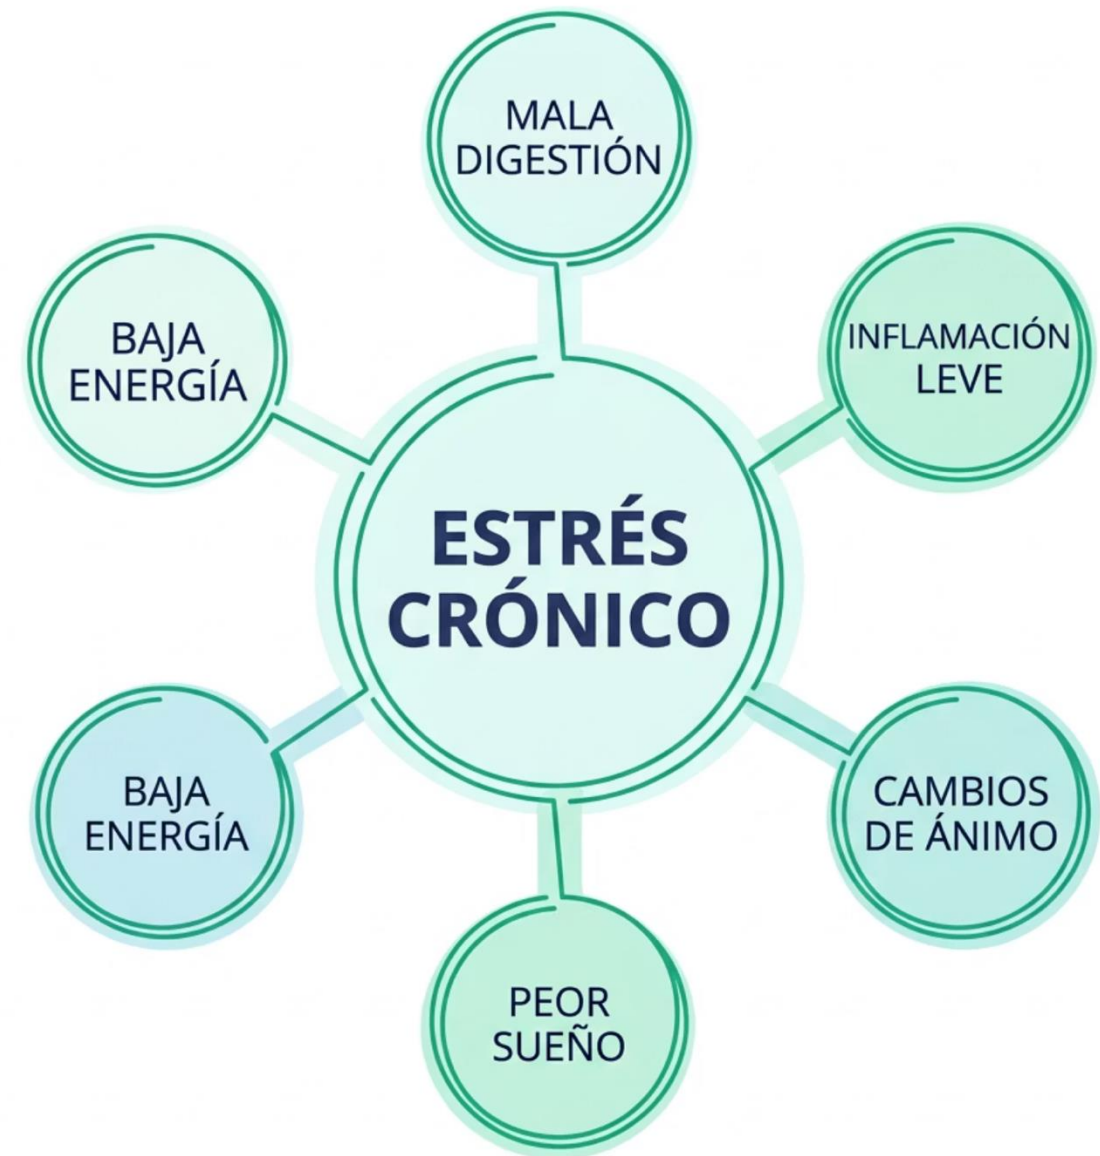 MALA
DIGESTIÓN
BAJA
ENERGÍA
INFLAMACIÓN
LEVE
ESTRÉS
CRÓNICO
BAJA
ENERGÍA
CAMBIOS
DE ÁNIMO
PEOR
SUEÑO